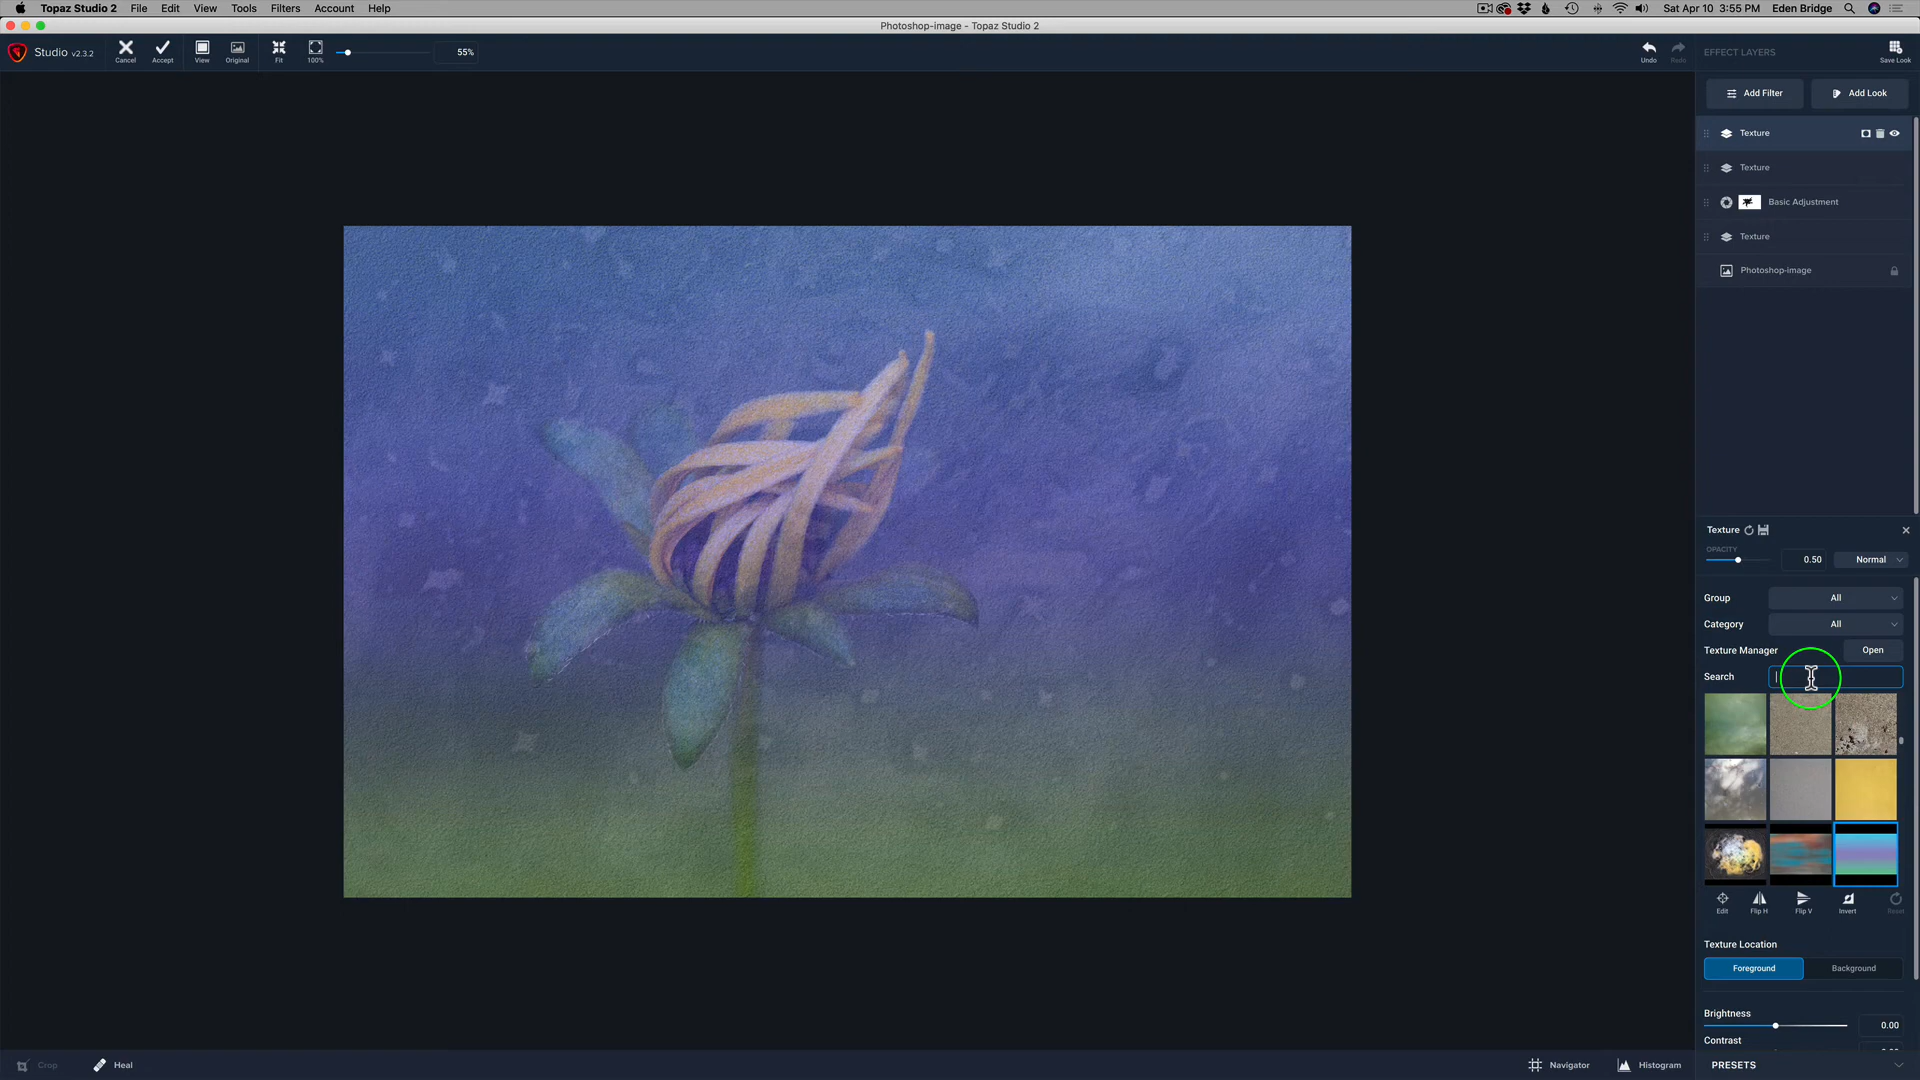 Topaz Studio 2 File Edit View Tools Filters Account Help Sat Apr 10 3:55 PM Eden Bridge
Photoshop-image - Topaz Studio 2
Studio v2.3.2 Cancel Accept View Original Fit 100% 55% Undo Redo EFFECT LAYERS Save Look
Add Filter Add Look
Texture
Texture
Basic Adjustment
Texture
Photoshop-image
Texture
OPACITY 0.50 Normal
Group All
Category All
Texture Manager Open
Search
Edit Flip H Flip V Invert Reset
Texture Location
Foreground Background
Brightness 0.00
Contrast
Crop Heal Navigator Histogram PRESETS